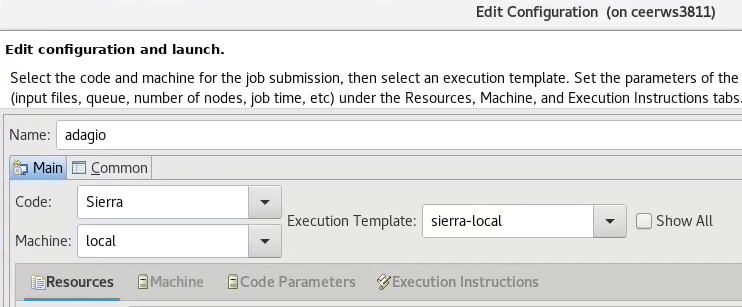 Edit Configuration (on ceerws3811)
Edit configuration and launch.
Select the code and machine for the job submission, then select an execution template. Set the parameters of the
(input files, queue, number of nodes, job time, etc) under the Resources, Machine, and Execution Instructions tabs.
Name: adagio
Main Common
Code: Sierra
Execution Template: sierra-local Show All
Machine: local
Resources Machine Code Parameters Execution Instructions